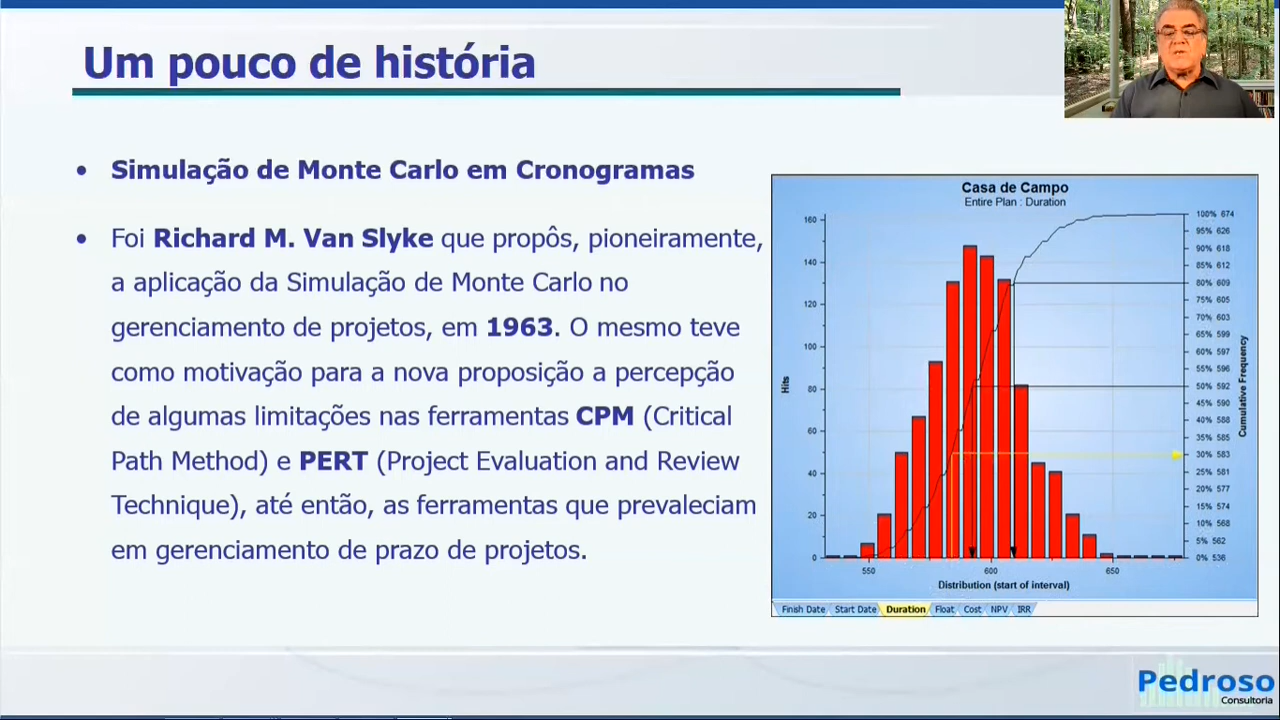 Um pouco de história
• Simulação de Monte Carlo em Cronogramas
• Foi Richard M. Van Slyke que propôs, pioneiramente,
a aplicação da Simulação de Monte Carlo no
gerenciamento de projetos, em 1963. O mesmo teve
como motivação para a nova proposição a percepção
de algumas limitações nas ferramentas CPM (Critical
Path Method) e PERT (Project Evaluation and Review
Technique), até então, as ferramentas que prevaleciam
em gerenciamento de prazo de projetos.
Casa de Campo
Entire Plan : Duration
160
140
120
100
80
60
40
20
0
Hits
550
600
650
Distribution (start of interval)
100% 674
95% 626
90% 618
85% 612
80% 609
75% 605
70% 603
65% 599
60% 597
55% 595
50% 592
45% 590
40% 588
35% 585
30% 583
25% 581
20% 577
15% 574
10% 568
5% 562
0% 536
Cumulative Frequency
Finish Date Start Date Duration Float Cost NPV IRR
Pedroso
Consultoria